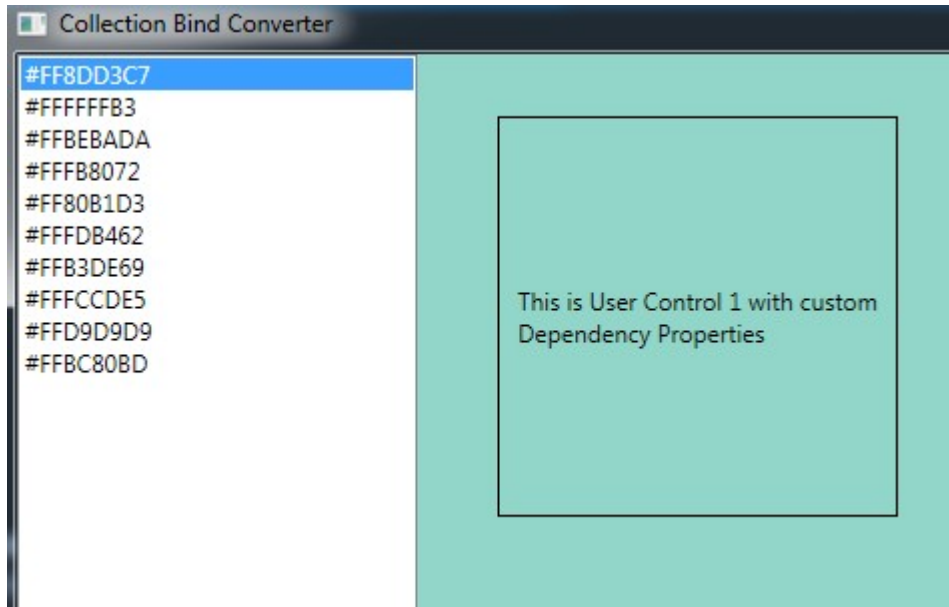 Collection Bind Converter
#FF8DD3C7
#FFFFFFB3
#FFBEBADA
#FFFB8072
#FF80B1D3
#FFFDB462
#FFB3DE69
#FFFCCDE5
#FFD9D9D9
#FFBC80BD
This is User Control 1 with custom
Dependency Properties